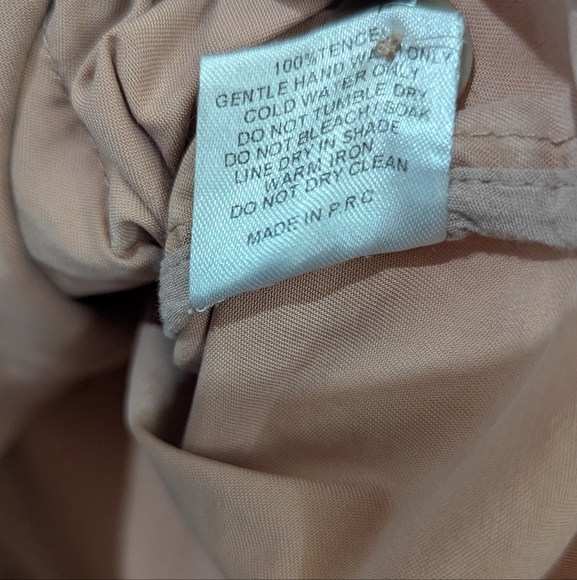 100%TENCEL
GENTLE HAND WASH ONLY
COLD WATER ONLY
DO NOT TUMBLE DRY
DO NOT BLEACH / SOAK
LINE DRY IN SHADE
WARM IRON
DO NOT DRY CLEAN
MADE IN P.R.C